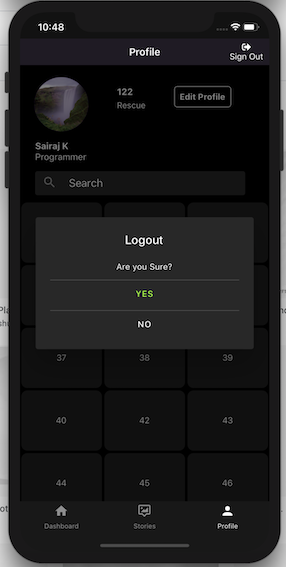 10:48
Profile
Sign Out
122
Rescue
Edit Profile
Sairaj K
Programmer
Search
Logout
Are you Sure?
YES
NO
37 38 39
40 42 43
44 45 46
Dashboard Stories Profile